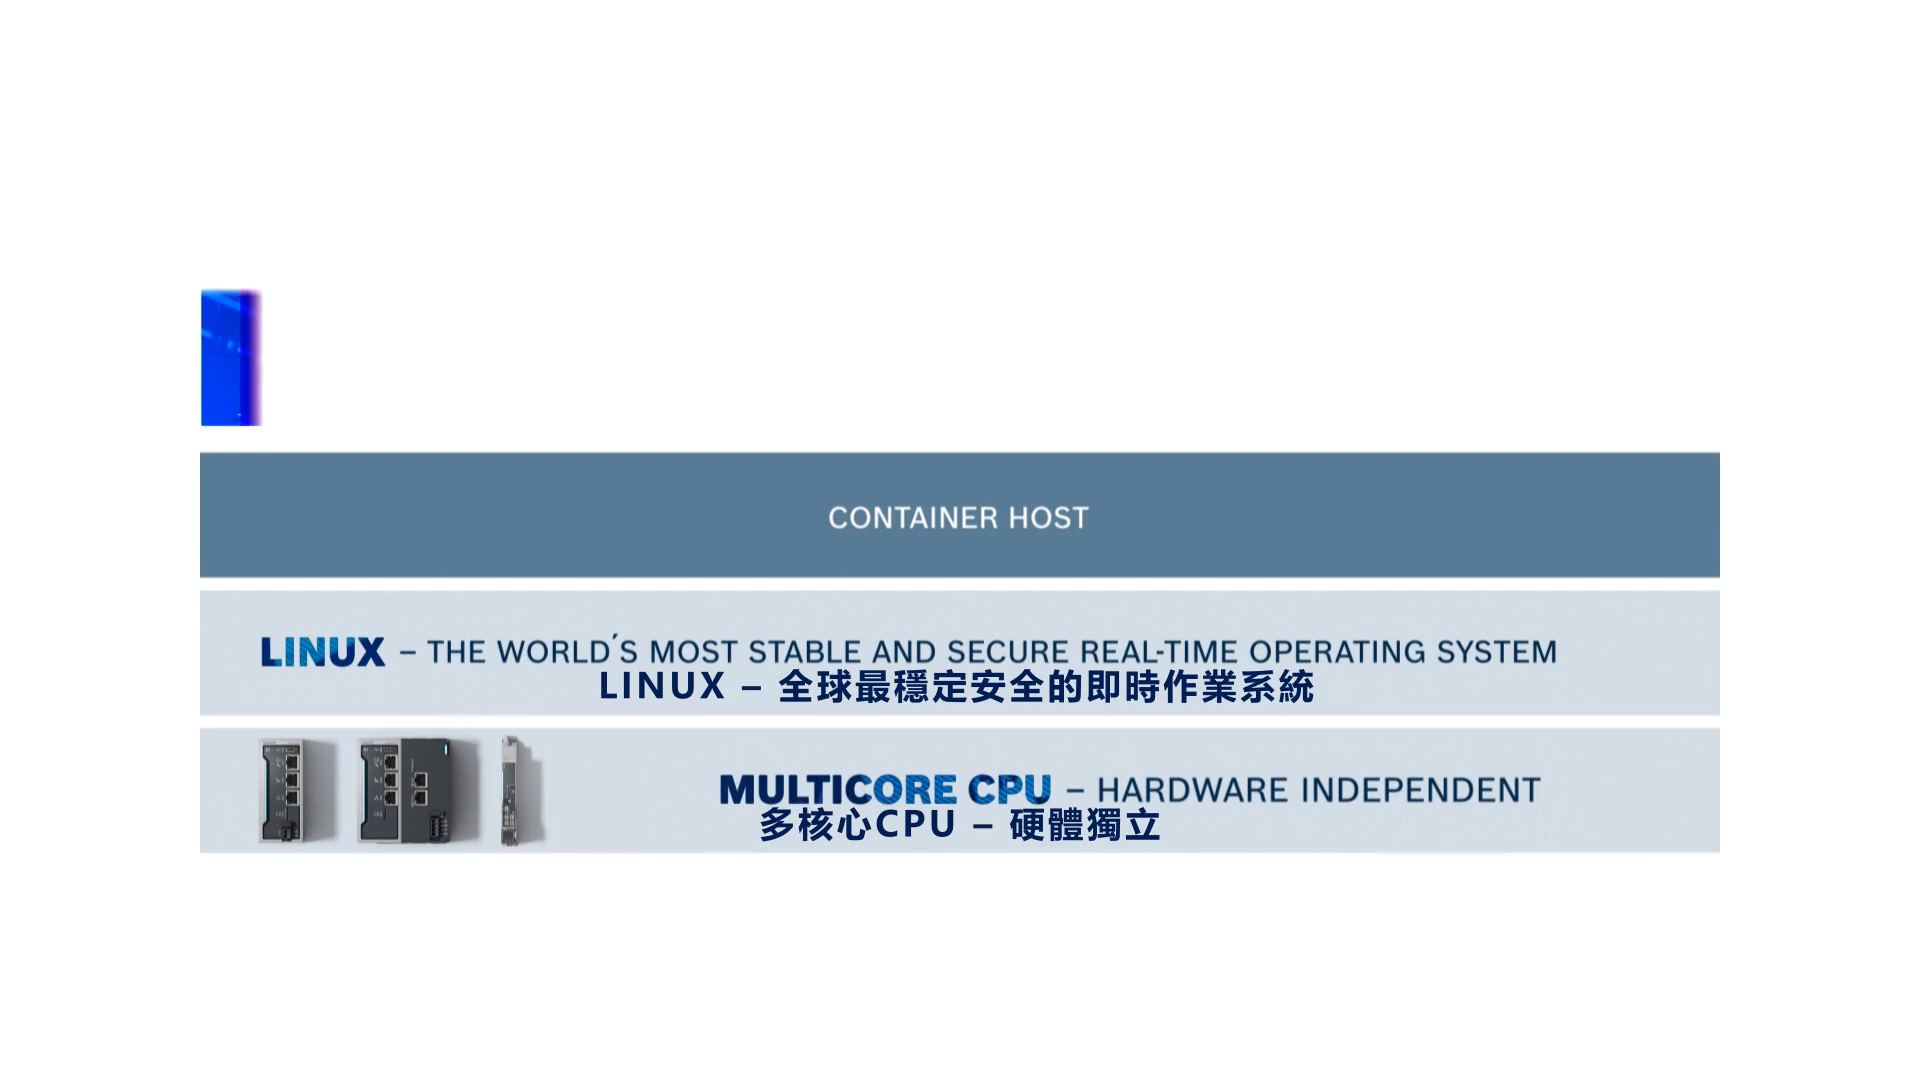 CONTAINER HOST
LINUX – THE WORLD´S MOST STABLE AND SECURE REAL-TIME OPERATING SYSTEM
LINUX – 全球最穩定安全的即時作業系統
MULTICORE CPU – HARDWARE INDEPENDENT
多核心CPU – 硬體獨立